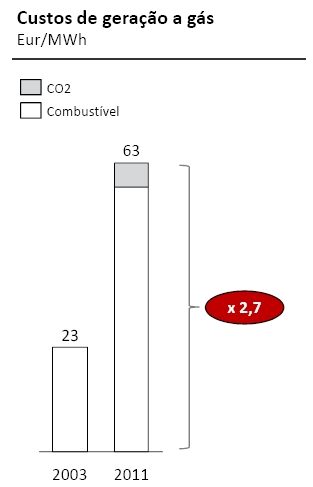 Custos de geração a gás
Eur/MWh
CO2
Combustível
63
x 2,7
23
2003 2011